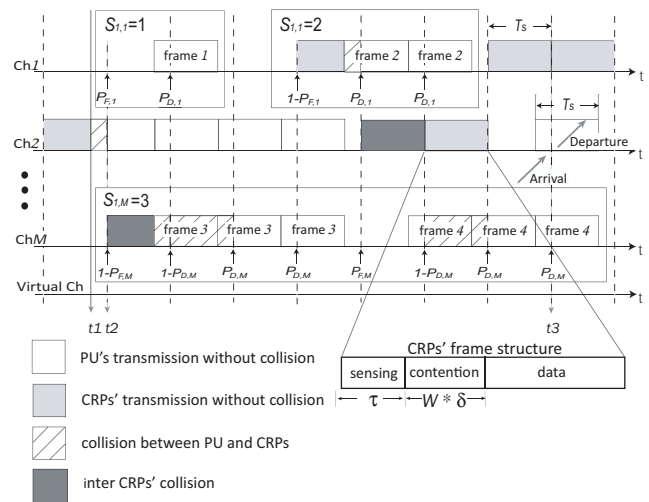 S1,1=1
S1,2=2
Ts
Ch1
frame 1
frame 2
frame 2
t
PF,1
PD,1
1-PF,1
PD,1
PD,1
Ts
Ch2
Departure
t
Arrival
S1,M=3
ChM
frame 3
frame 3
frame 3
frame 4
frame 4
frame 4
t
1-PF,M
1-PD,M
PD,M
PD,M
PF,M
1-PD,M
PD,M
PD,M
Virtual Ch
t
t1
t2
t3
PU's transmission without collision
CRPs' transmission without collision
collision between PU and CRPs
inter CRPs' collision
CRPs' frame structure
sensing
contention
data
τ
W * δ